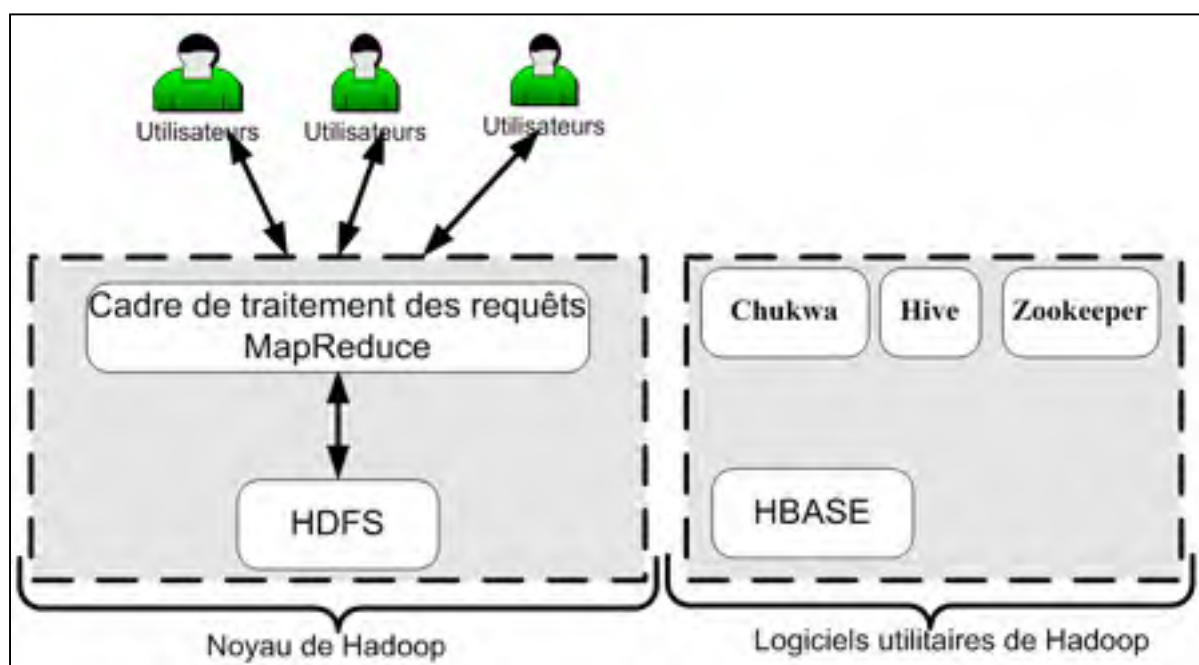 Utilisateurs
Utilisateurs
Utilisateurs
Cadre de traitement des requêts
MapReduce
HDFS
Noyau de Hadoop
Chukwa
Hive
Zookeeper
HBASE
Logiciels utilitaires de Hadoop